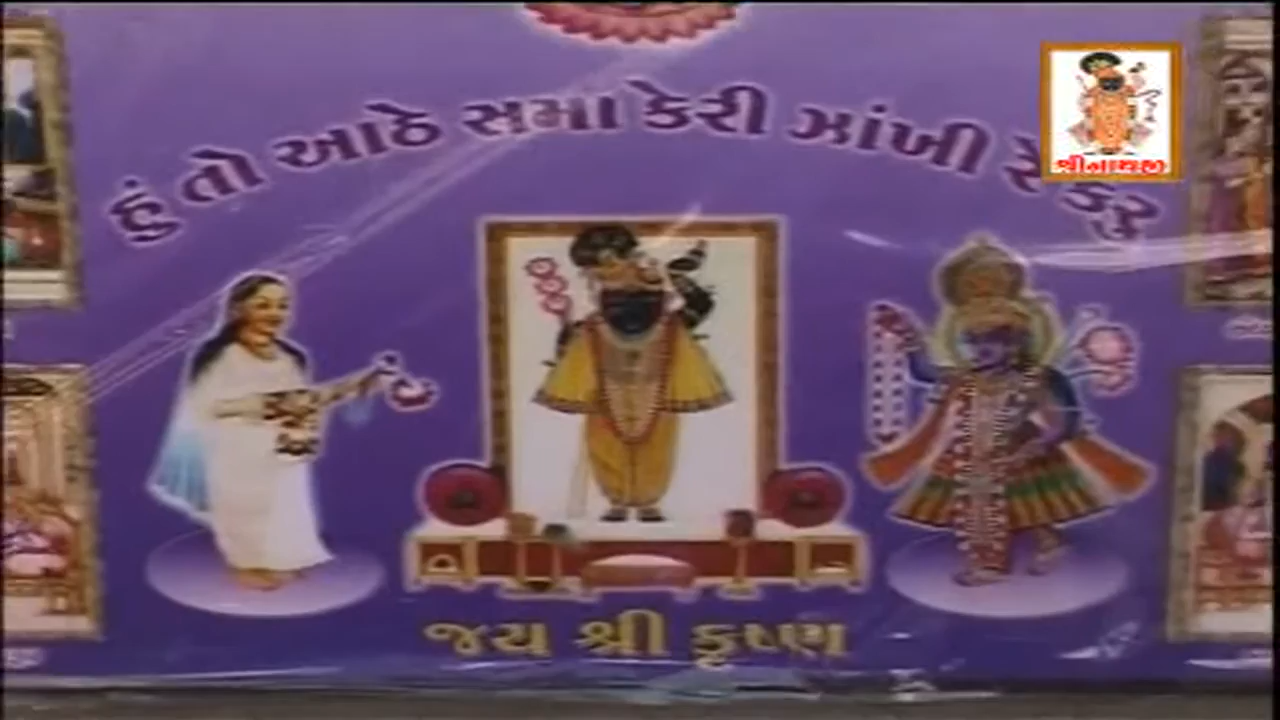 હું તો આઠે સમા કેરી ઝાંખી રે કરુ
શ્રીનાથજી
જય શ્રી કૃષ્ણ